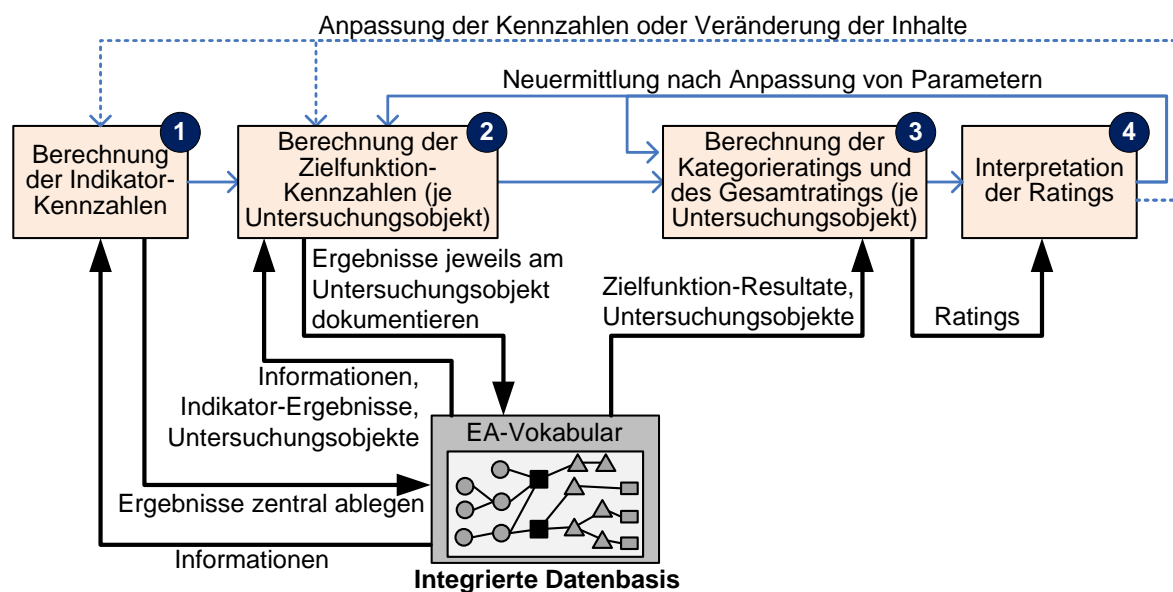 Anpassung der Kennzahlen oder Veränderung der Inhalte
Neuermittlung nach Anpassung von Parametern
1
Berechnung
der Indikator-
Kennzahlen
2
Berechnung der
Zielfunktion-
Kennzahlen (je
Untersuchungsobjekt)
3
Berechnung der
Kategorieratings und
des Gesamtratings (je
Untersuchungsobjekt)
4
Interpretation
der Ratings
Ergebnisse jeweils am
Untersuchungsobjekt
dokumentieren
Zielfunktion-Resultate,
Untersuchungsobjekte
Ratings
Informationen,
Indikator-Ergebnisse,
Untersuchungsobjekte
EA-Vokabular
Ergebnisse zentral ablegen
Informationen
Integrierte Datenbasis